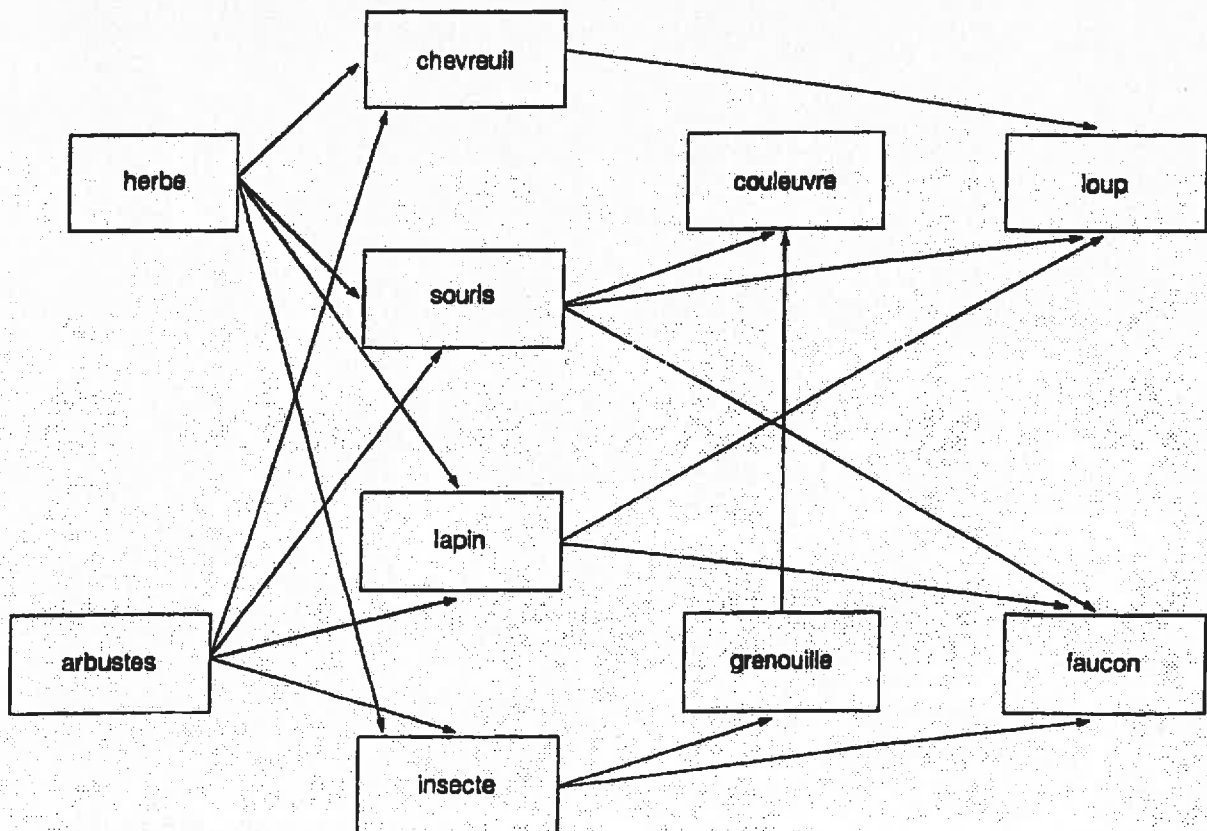 chevreuil
herbe
couleuvre
loup
souris
lapin
arbustes
grenouille
faucon
insecte